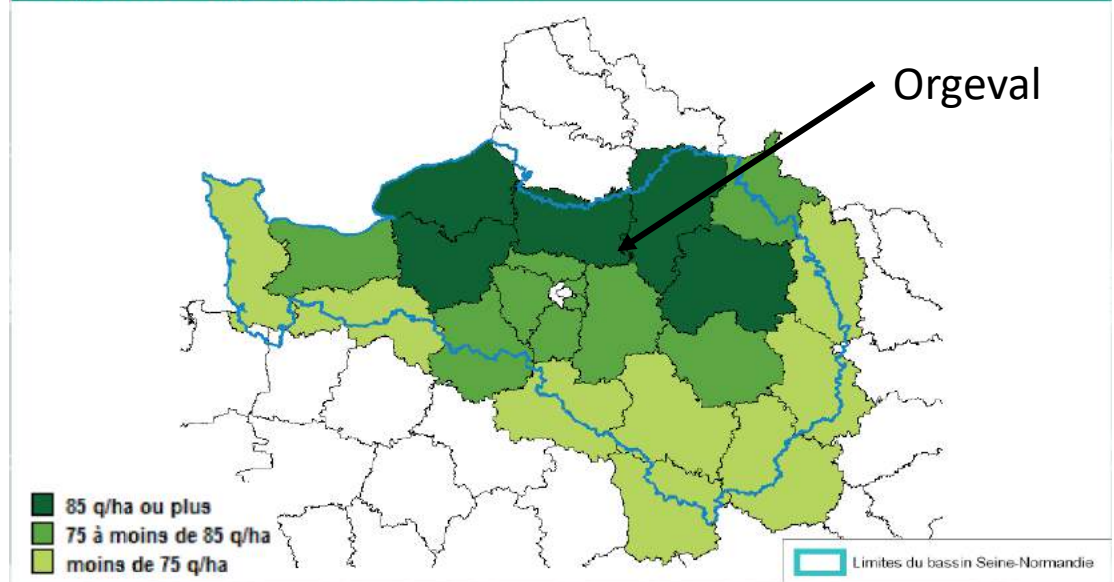 Orgeval
85 q/ha ou plus
75 à moins de 85 q/ha
moins de 75 q/ha
Limites du bassin Seine-Normandie